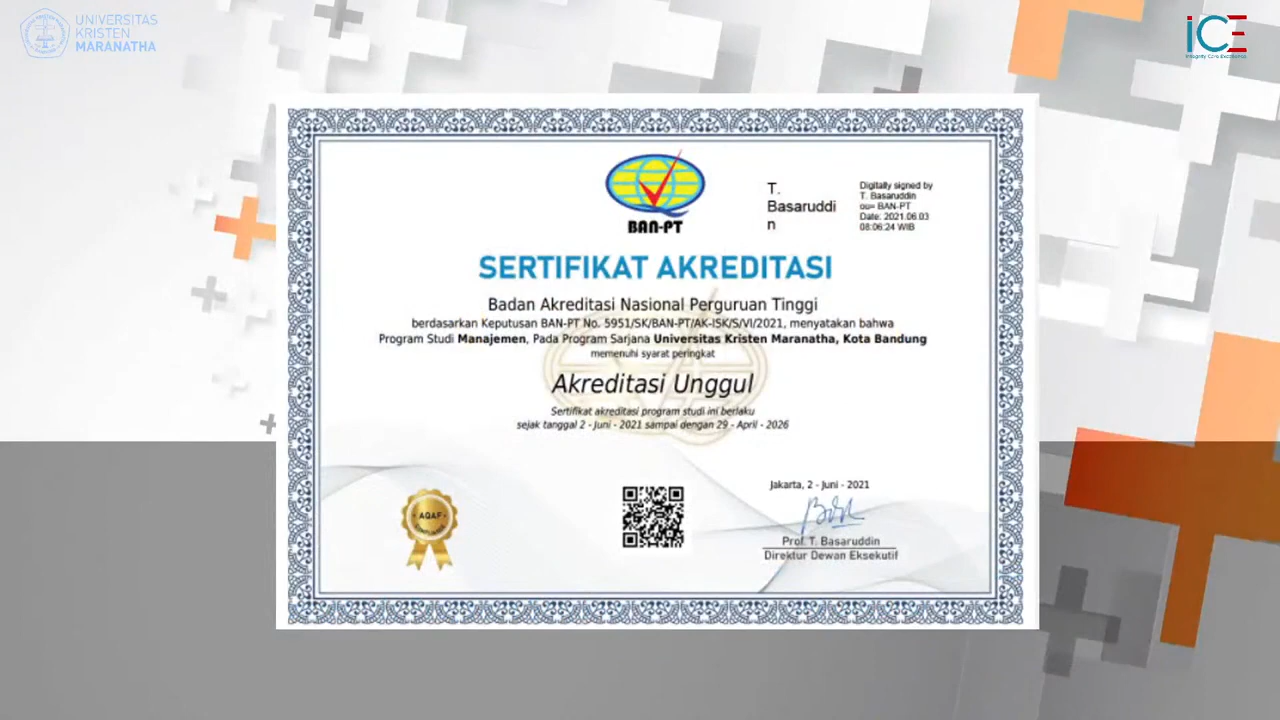 UNIVERSITAS
KRISTEN
MARANATHA
ICE
Integrity Care Excellence
BAN-PT
T.
Basaruddi
n
Digitally signed by
T. Basaruddin
ou= BAN-PT
Date: 2021.06.03
08:06:24 WIB
SERTIFIKAT AKREDITASI
Badan Akreditasi Nasional Perguruan Tinggi
berdasarkan Keputusan BAN-PT No. 5951/SK/BAN-PT/AK-ISK/S/VI/2021, menyatakan bahwa
Program Studi Manajemen, Pada Program Sarjana Universitas Kristen Maranatha, Kota Bandung
memenuhi syarat peringkat
Akreditasi Unggul
Sertifikat akreditasi program studi ini berlaku
sejak tanggal 2 - Juni - 2021 sampai dengan 29 - April - 2026
AQAF
Jakarta, 2 - Juni - 2021
Prof. T. Basaruddin
Direktur Dewan Eksekutif